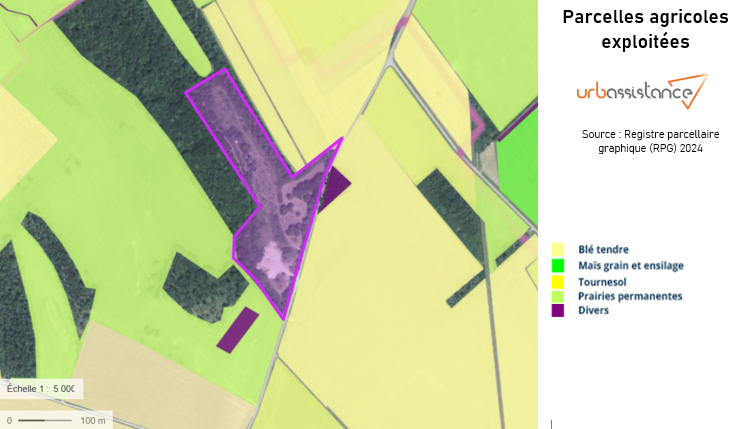 Parcelles agricoles
exploitées
urbassistance
Source : Registre parcellaire
graphique (RPG) 2024
Blé tendre
Maïs grain et ensilage
Tournesol
Prairies permanentes
Divers
Échelle 1 : 5 000
0 100 m